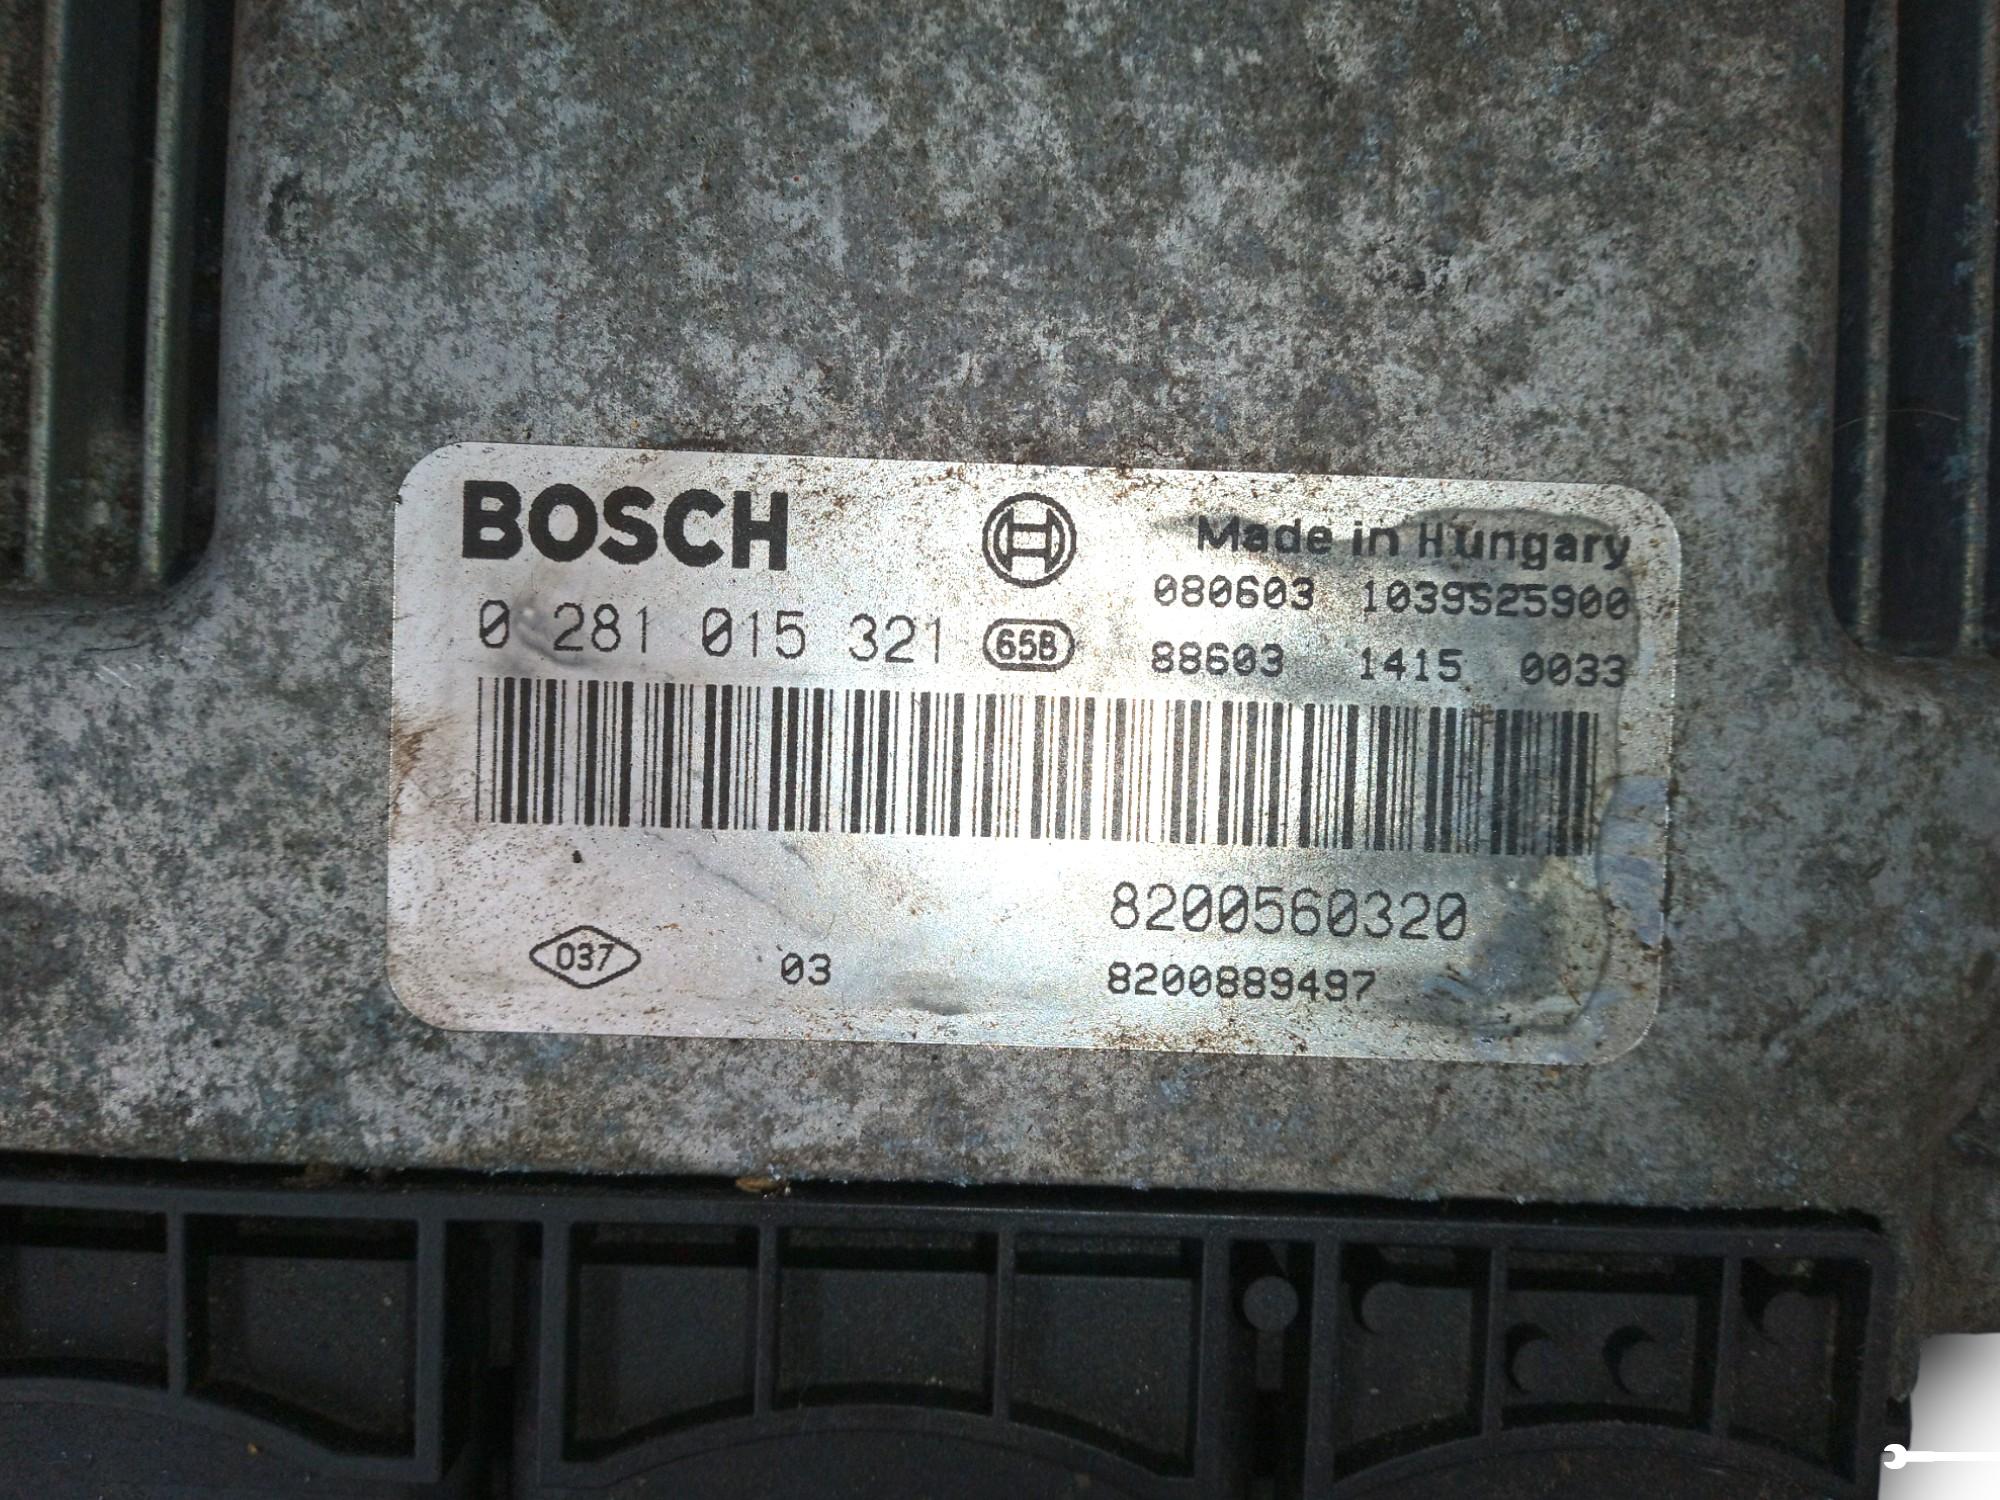 BOSCH
Made in Hungary
080603 1039S25900
0 281 015 321 65B
88603 1415 0033
8200560320
037 03 8200889497